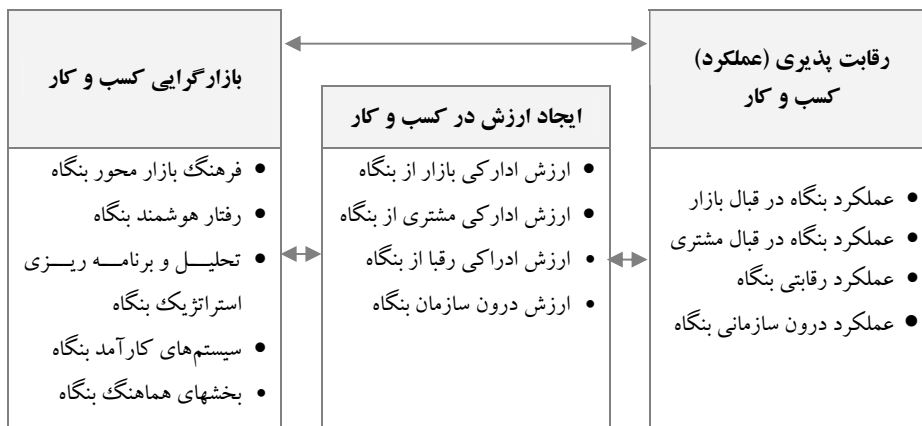 رقابت پذیری (عملکرد)
کسب و کار
عملکرد بنگاه در قبال بازار
عملکرد بنگاه در قبال مشتری
عملکرد رقابتی بنگاه
عملکرد درون سازمانی بنگاه
ایجاد ارزش در کسب و کار
ارزش ادارکی بازار از بنگاه
ارزش ادارکی مشتری از بنگاه
ارزش ادراکی رقبا از بنگاه
ارزش درون سازمان بنگاه
بازارگرایی کسب و کار
فرهنگ بازار محور بنگاه
رفتار هوشمند بنگاه
تحلیل و برنامه ریزی
استراتژیک بنگاه
سیستم‌های کارآمد بنگاه
بخشهای هماهنگ بنگاه